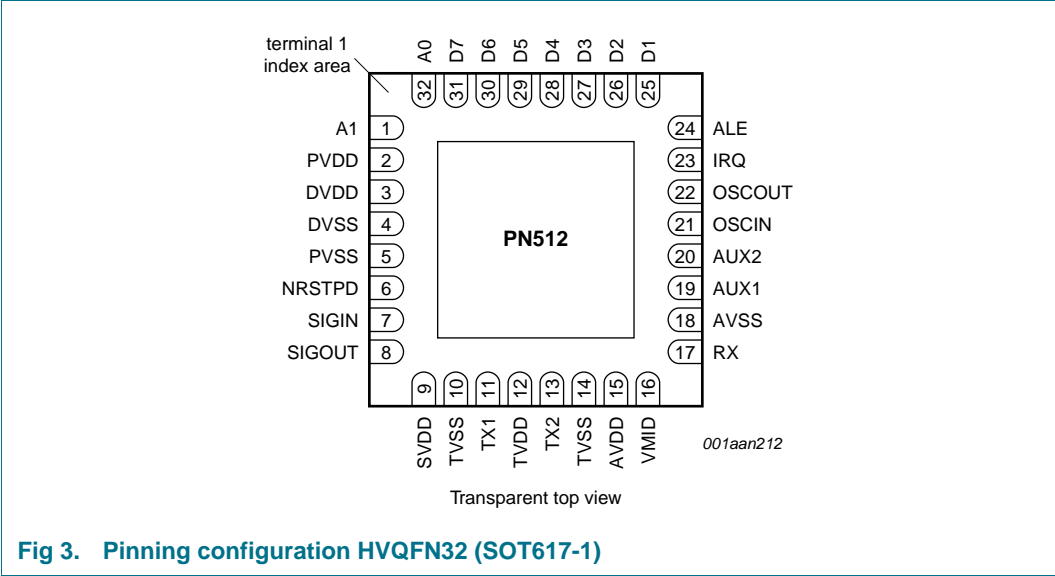 terminal 1
index area
A0 D7 D6 D5 D4 D3 D2 D1
32 31 30 29 28 27 26 25
A1 1 24 ALE
PVDD 2 23 IRQ
DVDD 3 22 OSCOUT
DVSS 4 21 OSCIN
PN512
PVSS 5 20 AUX2
NRSTPD 6 19 AUX1
SIGIN 7 18 AVSS
SIGOUT 8 17 RX
9 10 11 12 13 14 15 16
SVDD TVSS TX1 TVDD TX2 TVSS AVDD VMID
001aan212
Transparent top view
Fig 3. Pinning configuration HVQFN32 (SOT617-1)